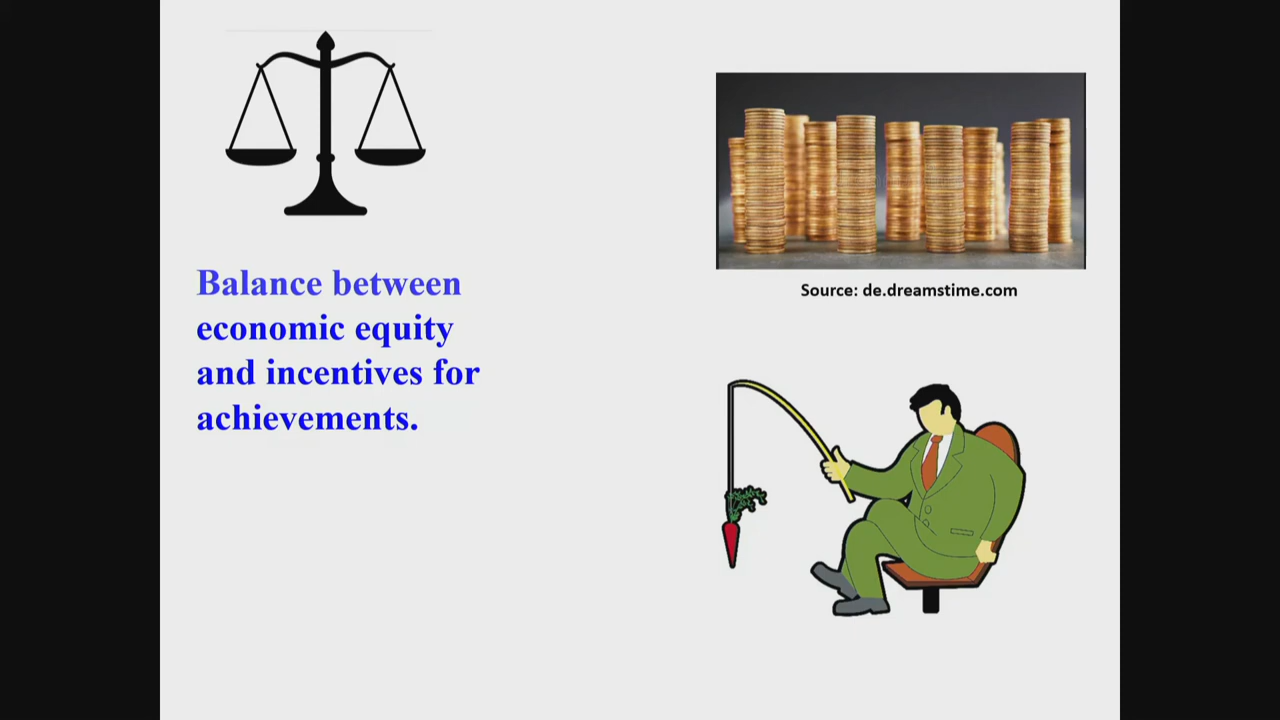 Balance between
economic equity
and incentives for
achievements.
Source: de.dreamstime.com